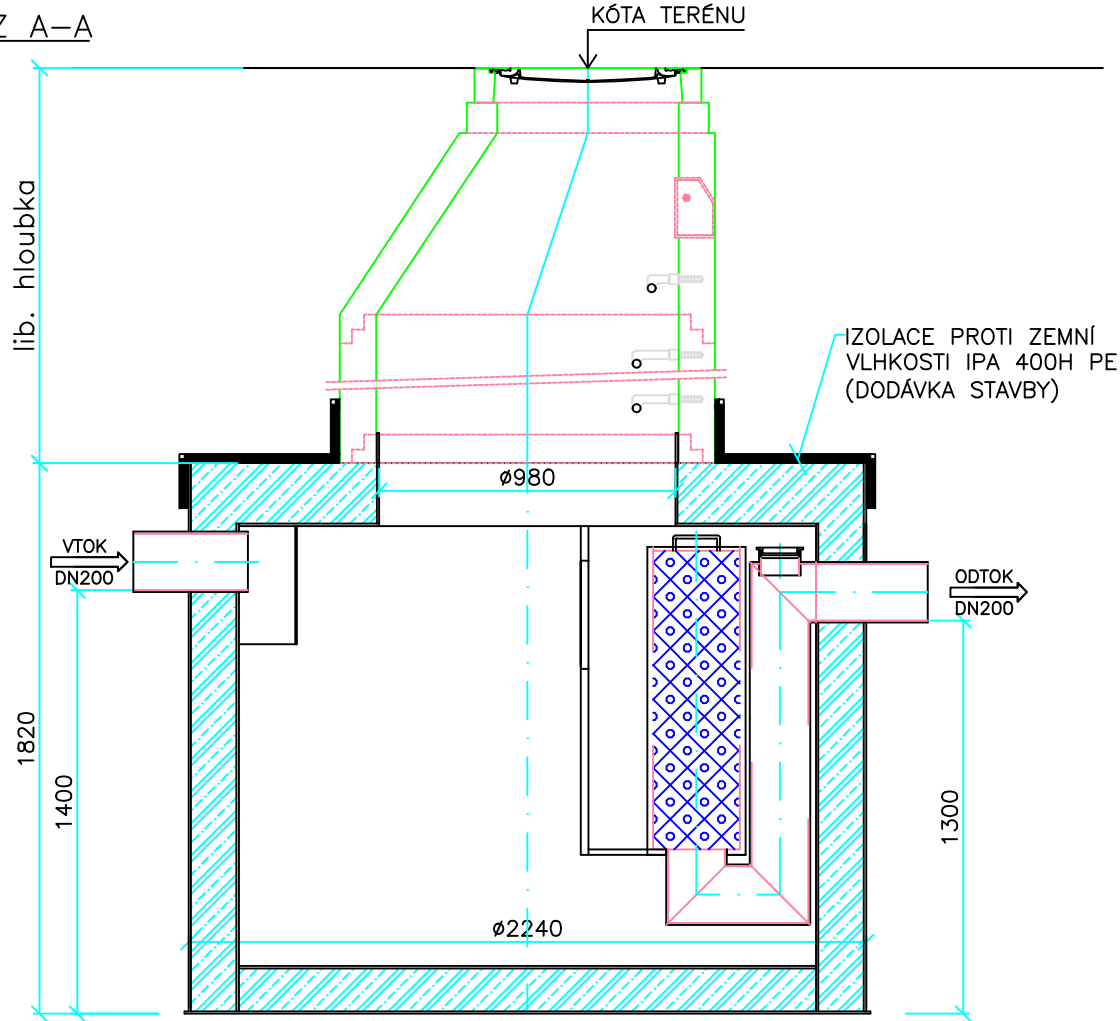 Z A-A
KÓTA TERÉNU
lib. hloubka
IZOLACE PROTI ZEMNÍ
VLHKOSTI IPA 400H PE
(DODÁVKA STAVBY)
ø980
VTOK
DN200
ODTOK
DN200
1820
1400
1300
ø2240